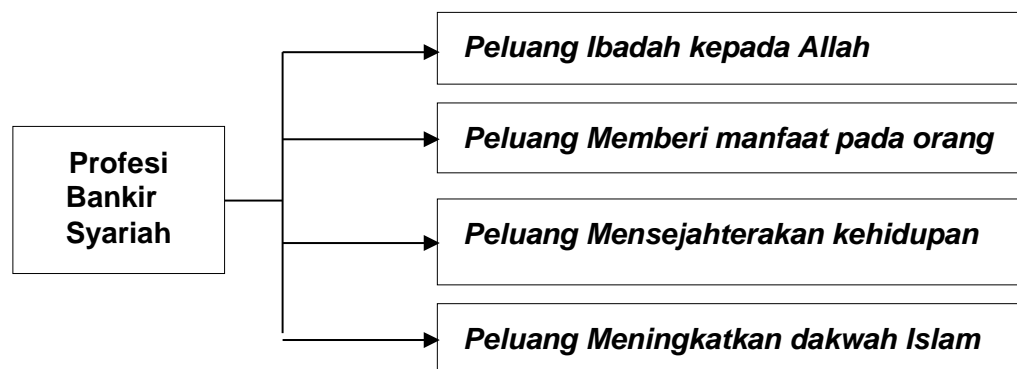 Peluang Ibadah kepada Allah
Peluang Memberi manfaat pada orang
Profesi
Bankir
Syariah
Peluang Mensejahterakan kehidupan
Peluang Meningkatkan dakwah Islam